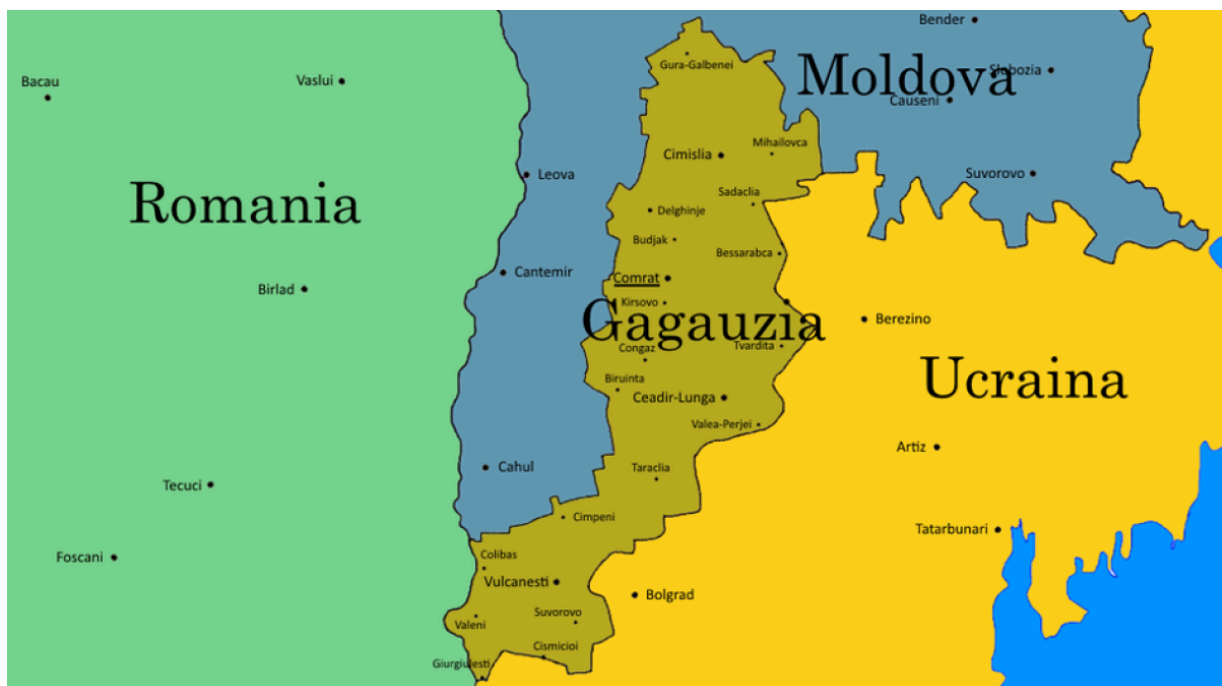 Bender
Gura-Galbenei
Moldova
Slobozia
Bacau
Vaslui
Causeni
Mihailovca
Cimislia
Leova
Suvorovo
Romania
Sadaclia
Delghinje
Budjak
Bessarabca
Cantemir
Comrat
Birlad
Kirsovo
Gagauzia
Berezino
Congaz
Tvardita
Biruinta
Ucraina
Ceadir-Lunga
Valea-Perjei
Artiz
Cahul
Taraclia
Tecuci
Cimpeni
Tatarbunari
Colibas
Foscani
Vulcanesti
Bolgrad
Suvorovo
Valeni
Cismicioi
Giurgiulesti